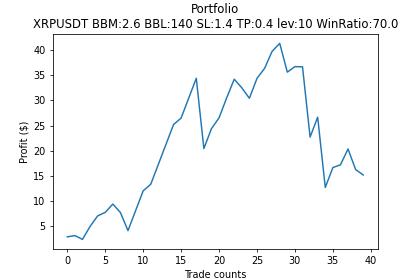 Portfolio
XRPUSDT BBM:2.6 BBL:140 SL:1.4 TP:0.4 lev:10 WinRatio:70.0
40
35
30
25
20
15
10
5
Profit ($)
0 5 10 15 20 25 30 35 40
Trade counts